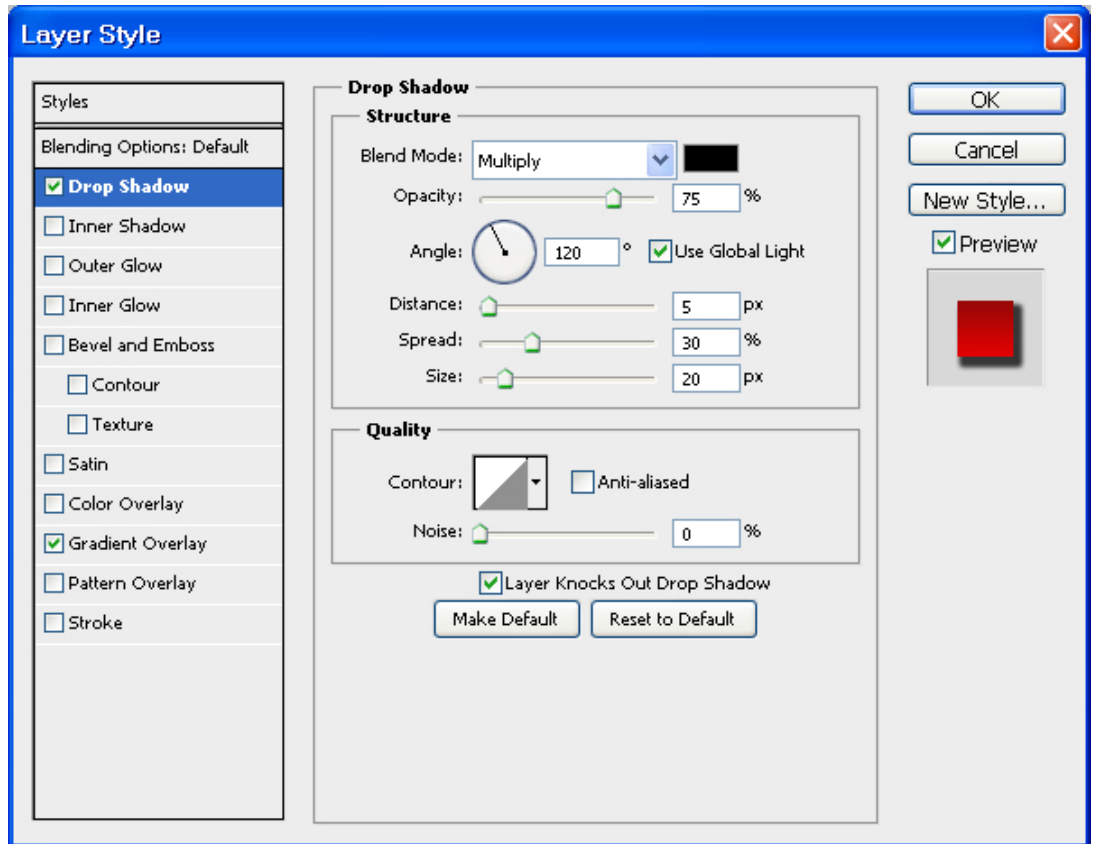 Layer Style
Styles
Blending Options: Default
Drop Shadow
Inner Shadow
Outer Glow
Inner Glow
Bevel and Emboss
Contour
Texture
Satin
Color Overlay
Gradient Overlay
Pattern Overlay
Stroke
Drop Shadow
Structure
Blend Mode: Multiply
Opacity: 75 %
Angle: 120 ° Use Global Light
Distance: 5 px
Spread: 30 %
Size: 20 px
Quality
Contour: Anti-aliased
Noise: 0 %
Layer Knocks Out Drop Shadow
Make Default Reset to Default
OK
Cancel
New Style...
Preview